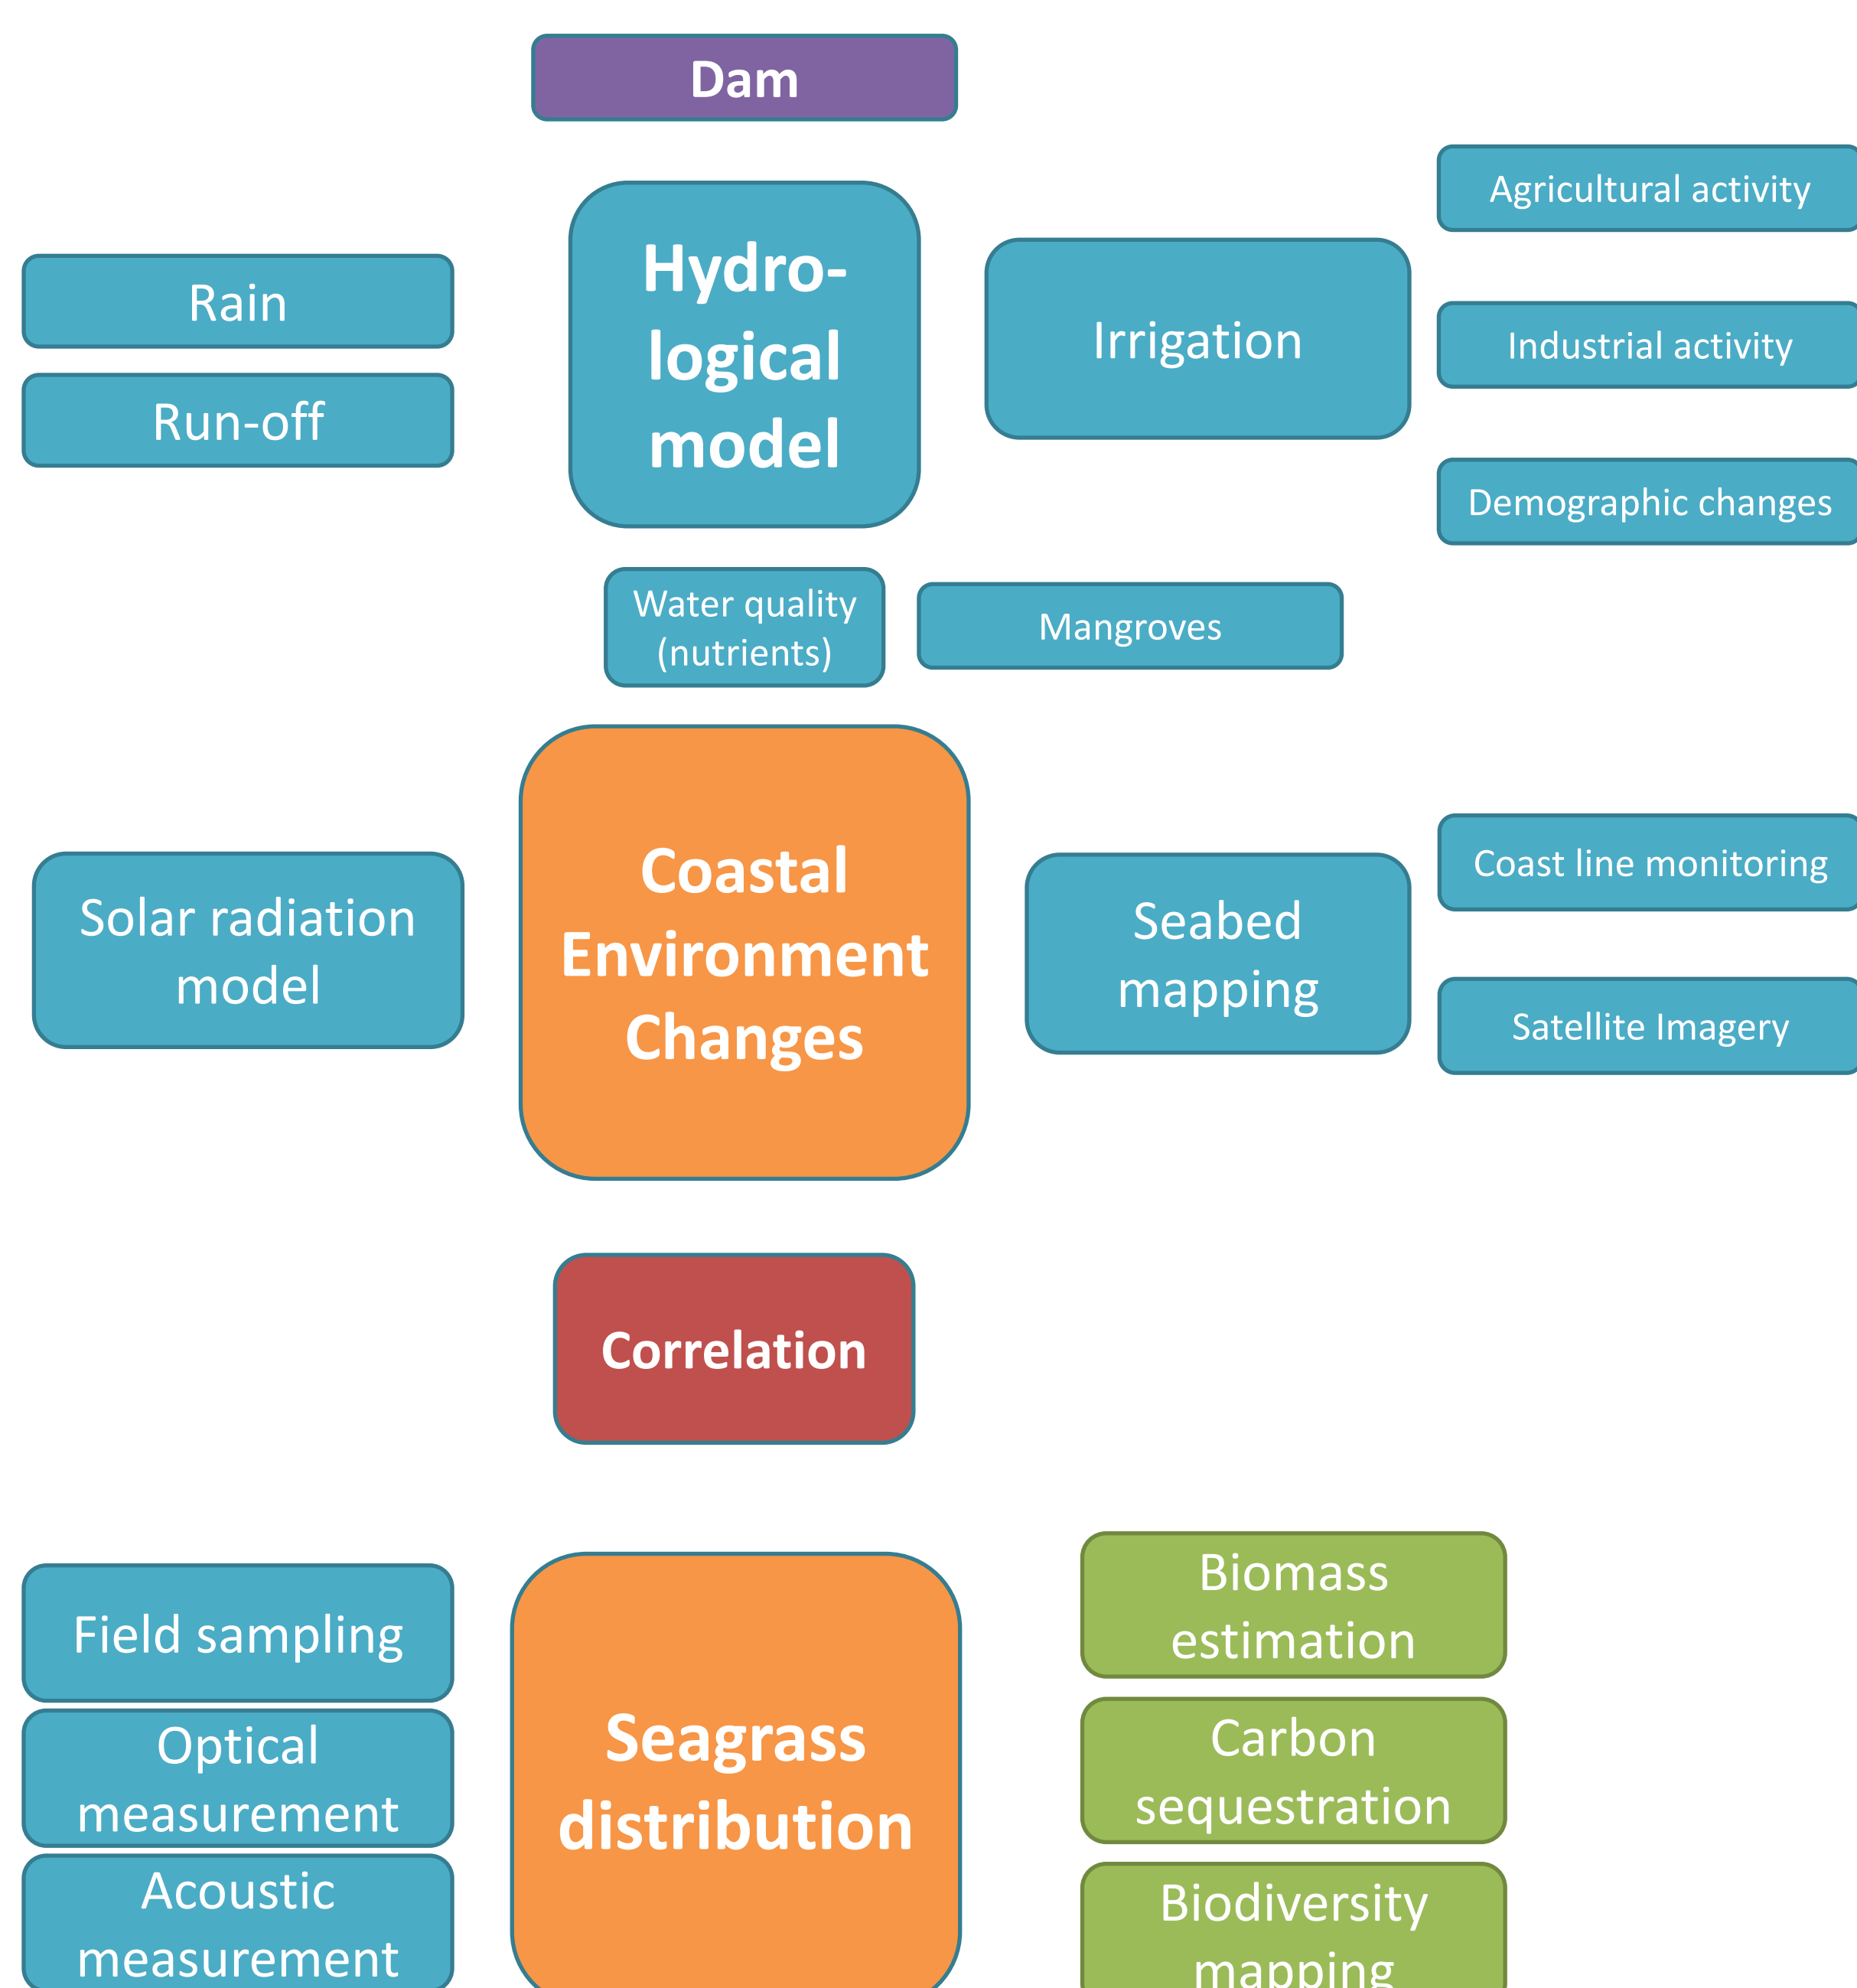 Dam
Agricultural activity
Rain
Run-off
Hydro-
logical
model
Irrigation
Industrial activity
Demographic changes
Water quality
(nutrients)
Mangroves
Solar radiation
model
Coastal
Environment
Changes
Seabed
mapping
Coast line monitoring
Satellite Imagery
Correlation
Field sampling
Optical
measurement
Acoustic
measurement
Seagrass
distribution
Biomass
estimation
Carbon
sequestration
Biodiversity
mapping